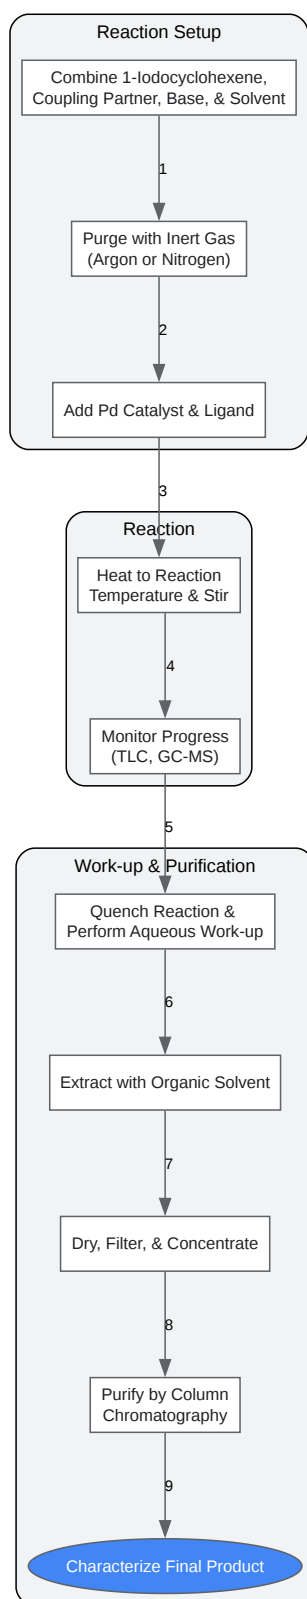 Reaction Setup
Combine 1-Iodocyclohexene,
Coupling Partner, Base, & Solvent
1
Purge with Inert Gas
(Argon or Nitrogen)
2
Add Pd Catalyst & Ligand
3
Reaction
Heat to Reaction
Temperature & Stir
4
Monitor Progress
(TLC, GC-MS)
5
Work-up & Purification
Quench Reaction &
Perform Aqueous Work-up
6
Extract with Organic Solvent
7
Dry, Filter, & Concentrate
8
Purify by Column
Chromatography
9
Characterize Final Product